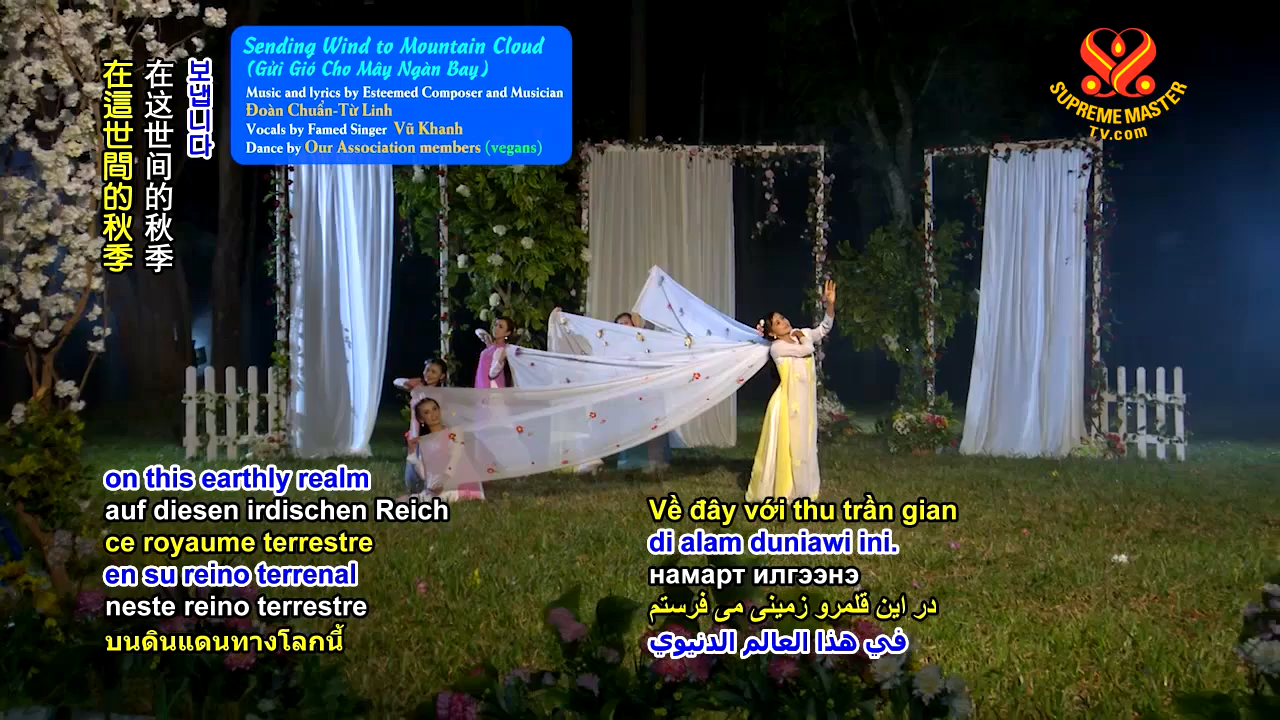 Sending Wind to Mountain Cloud
(Gửi Gió Cho Mây Ngàn Bay)
Music and lyrics by Esteemed Composer and Musician
Đoàn Chuẩn-Từ Linh
Vocals by Famed Singer Vũ Khanh
Dance by Our Association members (vegans)
SUPREME MASTER
TV.com
보냅니다
在这世间的秋季
在這世間的秋季
on this earthly realm
auf diesen irdischen Reich
ce royaume terrestre
en su reino terrenal
neste reino terrestre
บนดินแดนทางโลกนี้
Về đây với thu trần gian
di alam duniawi ini.
намарт илгээнэ
در این قلمرو زمینی می فرستم
في هذا العالم الدنيوي